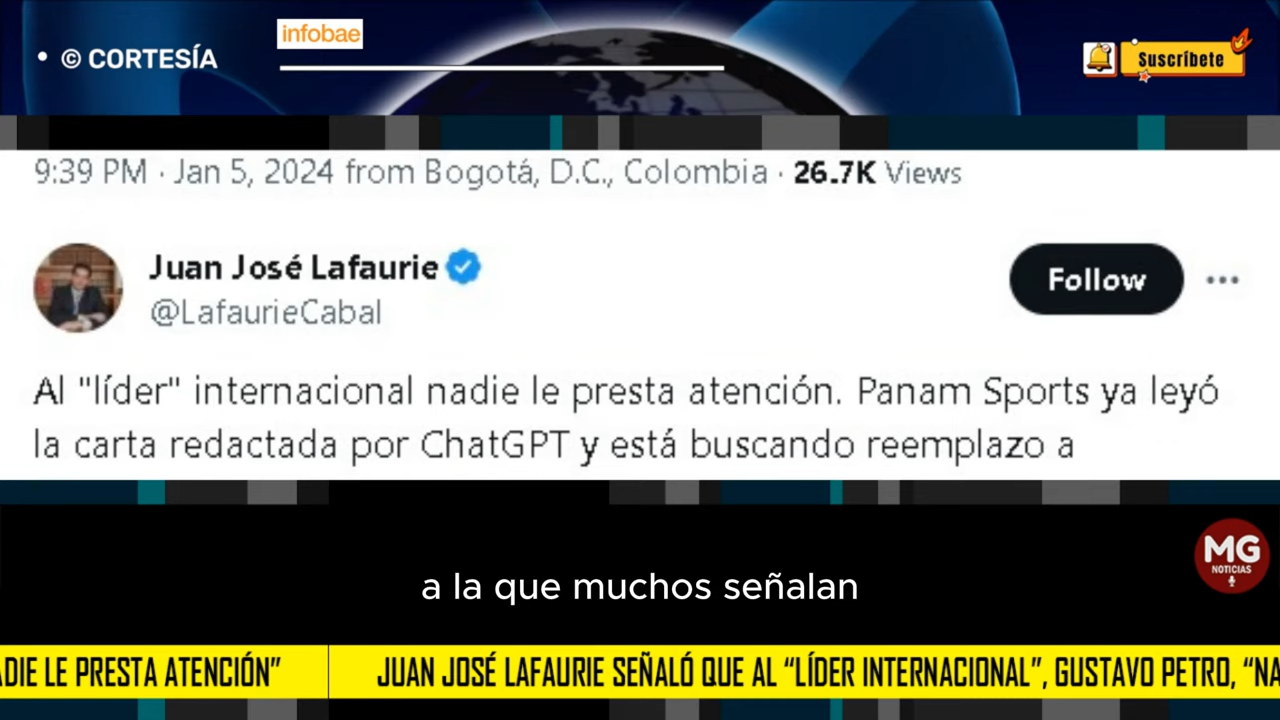 infobae
• © CORTESÍA
Suscríbete
9:39 PM · Jan 5, 2024 from Bogotá, D.C., Colombia · 26.7K Views
Juan José Lafaurie
@LafaurieCabal
Follow
Al "líder" internacional nadie le presta atención. Panam Sports ya leyó
la carta redactada por ChatGPT y está buscando reemplazo a
MG
NOTICIAS
a la que muchos señalan
ADIE LE PRESTA ATENCIÓN” JUAN JOSÉ LAFAURIE SEÑALÓ QUE AL “LÍDER INTERNACIONAL”, GUSTAVO PETRO, “NA